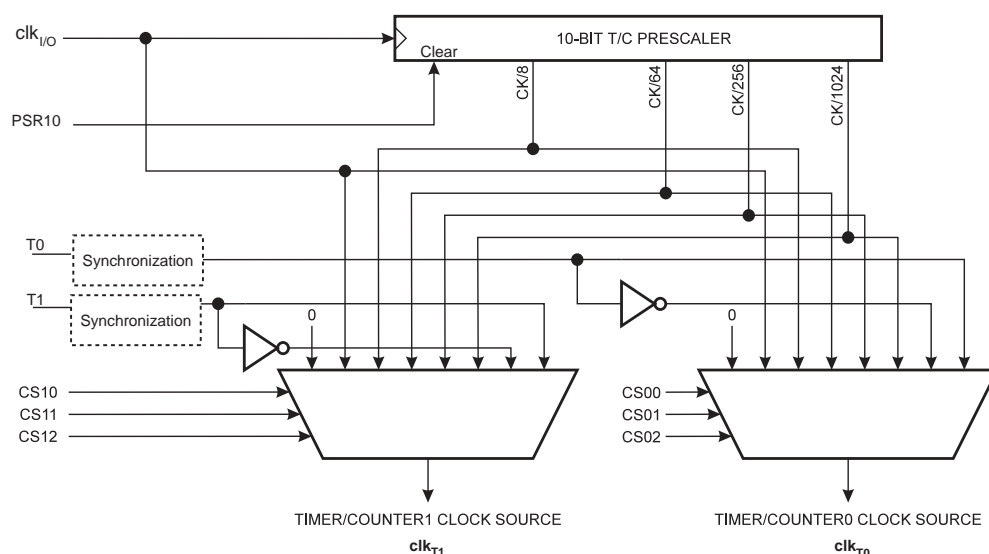 clkI/O
10-BIT T/C PRESCALER
Clear
CK/8
CK/64
CK/256
CK/1024
PSR10
T0
Synchronization
T1
Synchronization
0
0
CS10
CS11
CS12
CS00
CS01
CS02
TIMER/COUNTER1 CLOCK SOURCE
clkT1
TIMER/COUNTER0 CLOCK SOURCE
clkT0